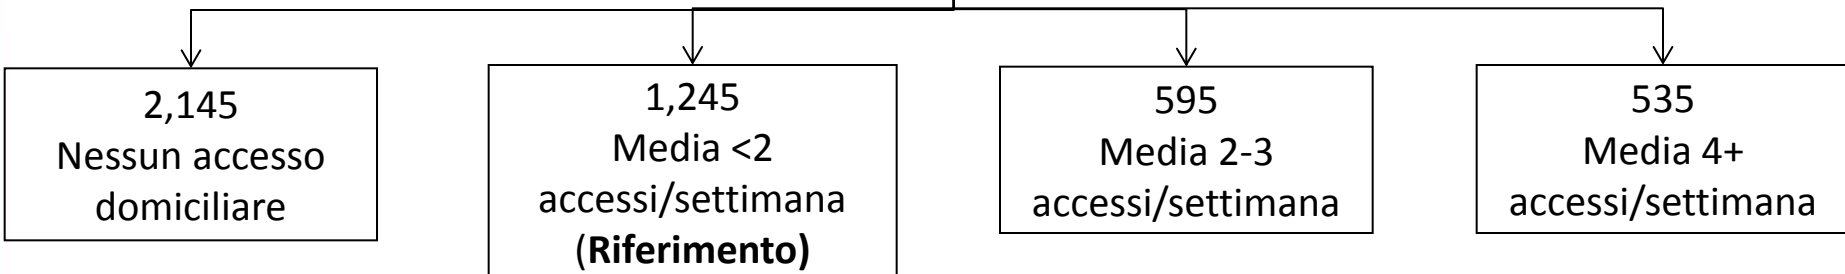 2,145
Nessun accesso
domiciliare
1,245
Media <2
accessi/settimana
(Riferimento)
595
Media 2-3
accessi/settimana
535
Media 4+
accessi/settimana